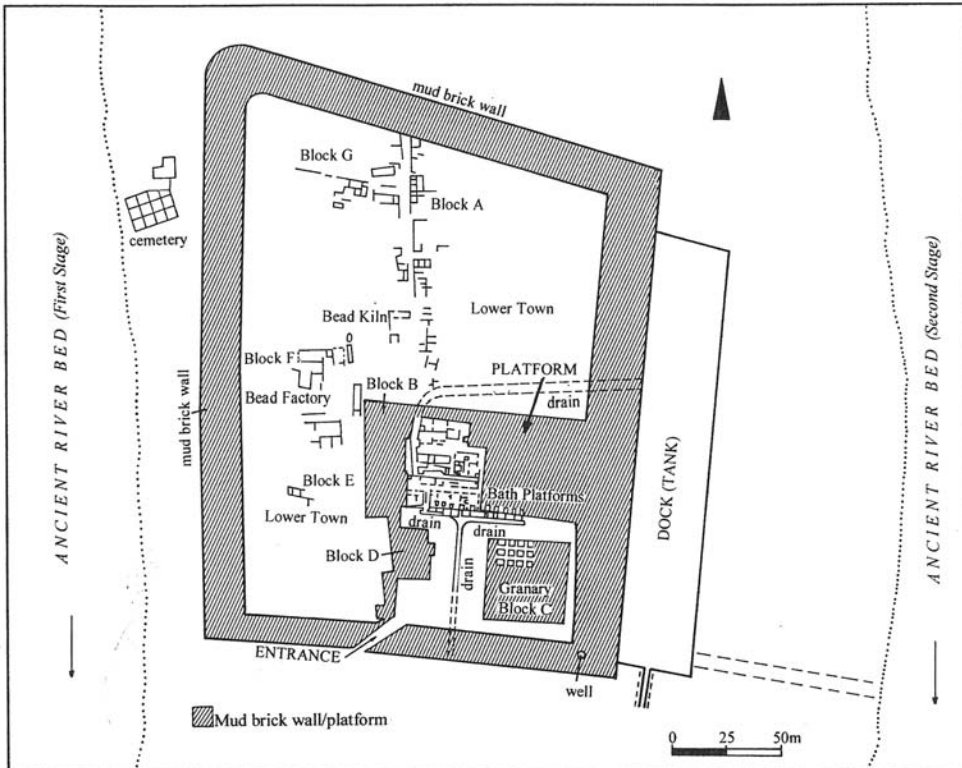 mud brick wall
Block G
Block A
cemetery
ANCIENT RIVER BED (First Stage)
Lower Town
Bead Kiln
Block F
PLATFORM
Block B
drain
Bead Factory
mud brick wall
ANCIENT RIVER BED (Second Stage)
DOCK (TANK)
Block E
Bath Platforms
Lower Town
drain
drain
Block D
drain
Granary
Block C
ENTRANCE
well
Mud brick wall/platform
0 25 50m